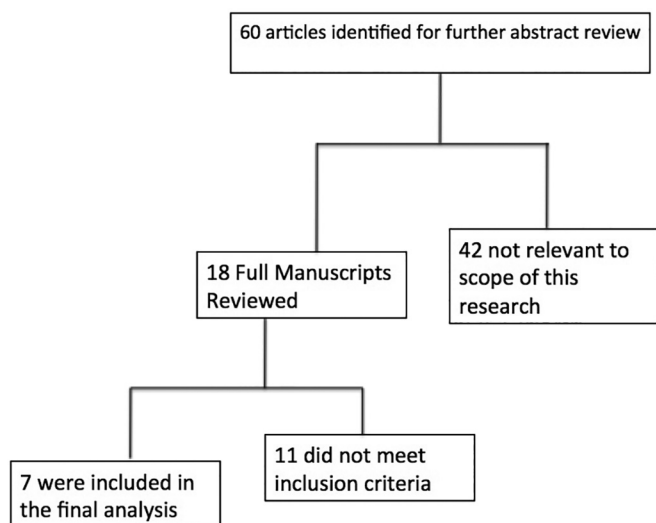 60 articles identified for further abstract review
18 Full Manuscripts
Reviewed
42 not relevant to
scope of this
research
7 were included in
the final analysis
11 did not meet
inclusion criteria